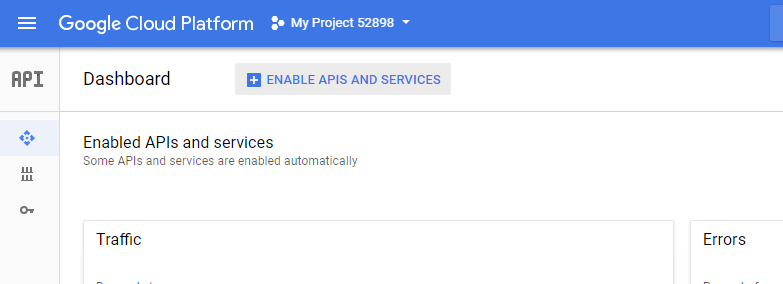 Google Cloud Platform My Project 52898
API Dashboard ENABLE APIS AND SERVICES
Enabled APIs and services
Some APIs and services are enabled automatically
Traffic Errors